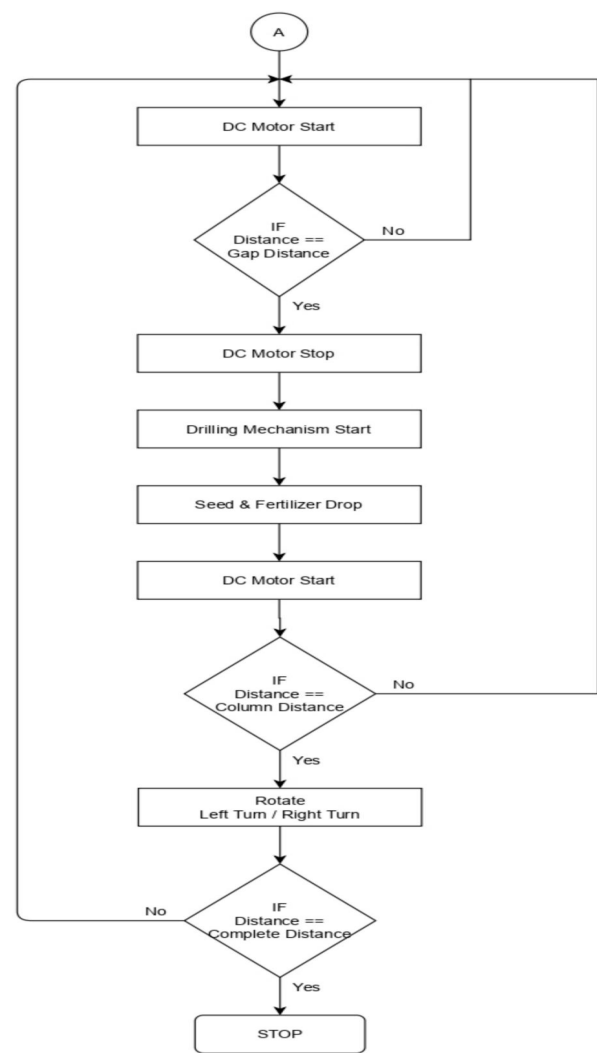 A
DC Motor Start
IF
Distance ==
Gap Distance
No
Yes
DC Motor Stop
Drilling Mechanism Start
Seed & Fertilizer Drop
DC Motor Start
IF
Distance ==
Column Distance
No
Yes
Rotate
Left Turn / Right Turn
IF
Distance ==
Complete Distance
No
Yes
STOP